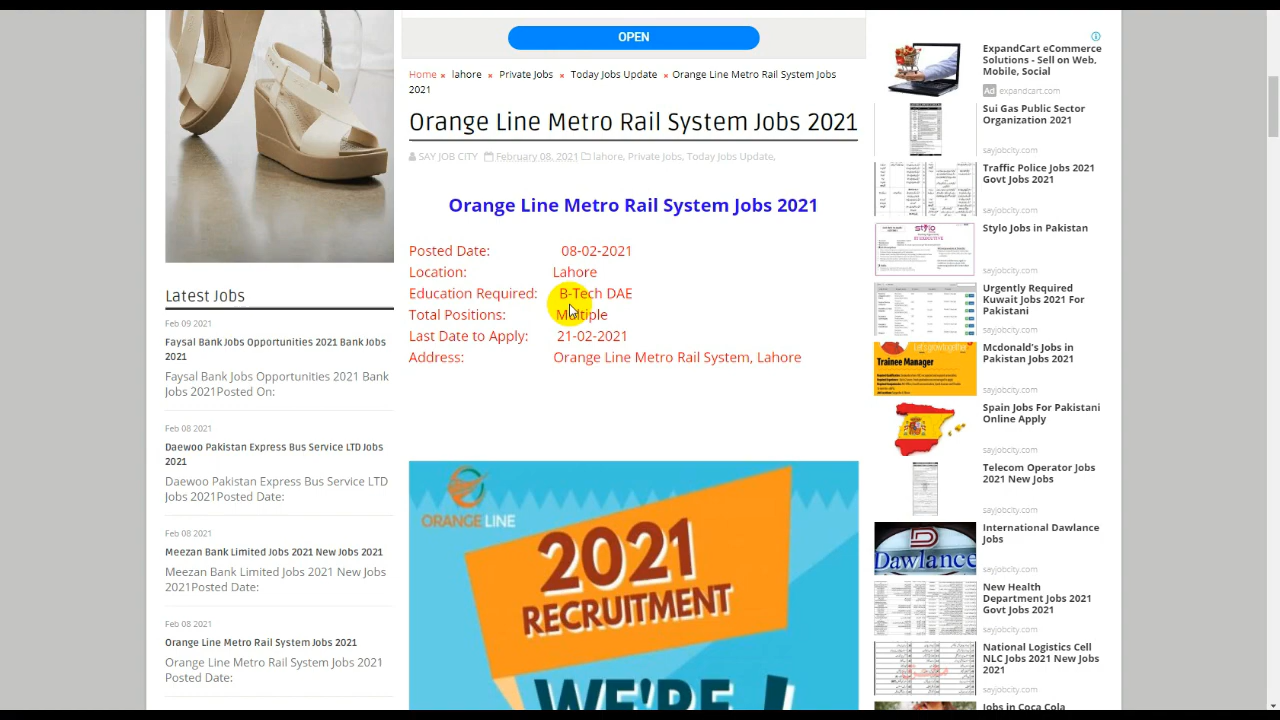 OPEN
Home × lahore × Private Jobs × Today Jobs Update × Orange Line Metro Rail System Jobs
2021
Orange Line Metro Rail System Jobs 2021
SAY JOB February 08, 2021 lahore, Private Jobs, Today Jobs Update,
Orange Line Metro Rail System Jobs 2021
Posted Date: 08-02-2021
Location: Lahore
Education Required: B-Tech DAE
Total Positions: Multiple
Last Date to Apply: 21-02-2021
Address: Orange Line Metro Rail System, Lahore
ORANGE LINE
2021
RECRUITMENT
WE'RE
Latest Posts
Feb
Bank Jobs Opportunities 2021 Bank Jobs
2021
Opportunities 2021 Bank
Jobs 2021 Posted On:
Feb 08 2021
Daewoo Pakistan Express Bus Service LTD Jobs
2021
Daewoo Pakistan Express Bus Service LTD
Jobs 2021 Posted Date:
Feb 08 2021
Meezan Bank Limited Jobs 2021 New Jobs 2021
Meezan Bank Limited Jobs 2021 New Jobs
2021 Posted Date:
Feb
Orange Line Metro Rail System Jobs 2021
Orange Line Metro Rail System Jobs 2021
Posted
ExpandCart eCommerce
Solutions - Sell on Web,
Mobile, Social
Ad expandcart.com
Sui Gas Public Sector
Organization 2021
sayjobcity.com
Traffic Police Jobs 2021
Govt Jobs 2021
sayjobcity.com
stylo
Stylo Jobs in Pakistan
sayjobcity.com
Urgently Required
Kuwait Jobs 2021 For
Pakistani
sayjobcity.com
Trainee Manager
Mcdonald's Jobs in
Pakistan Jobs 2021
sayjobcity.com
Spain Jobs For Pakistani
Online Apply
sayjobcity.com
Telecom Operator Jobs
2021 New Jobs
sayjobcity.com
Dawlance
International Dawlance
Jobs
sayjobcity.com
New Health
Department Jobs 2021
Govt Jobs 2021
sayjobcity.com
National Logistics Cell
NLC Jobs 2021 New Jobs
2021
sayjobcity.com
Jobs in Coca Cola